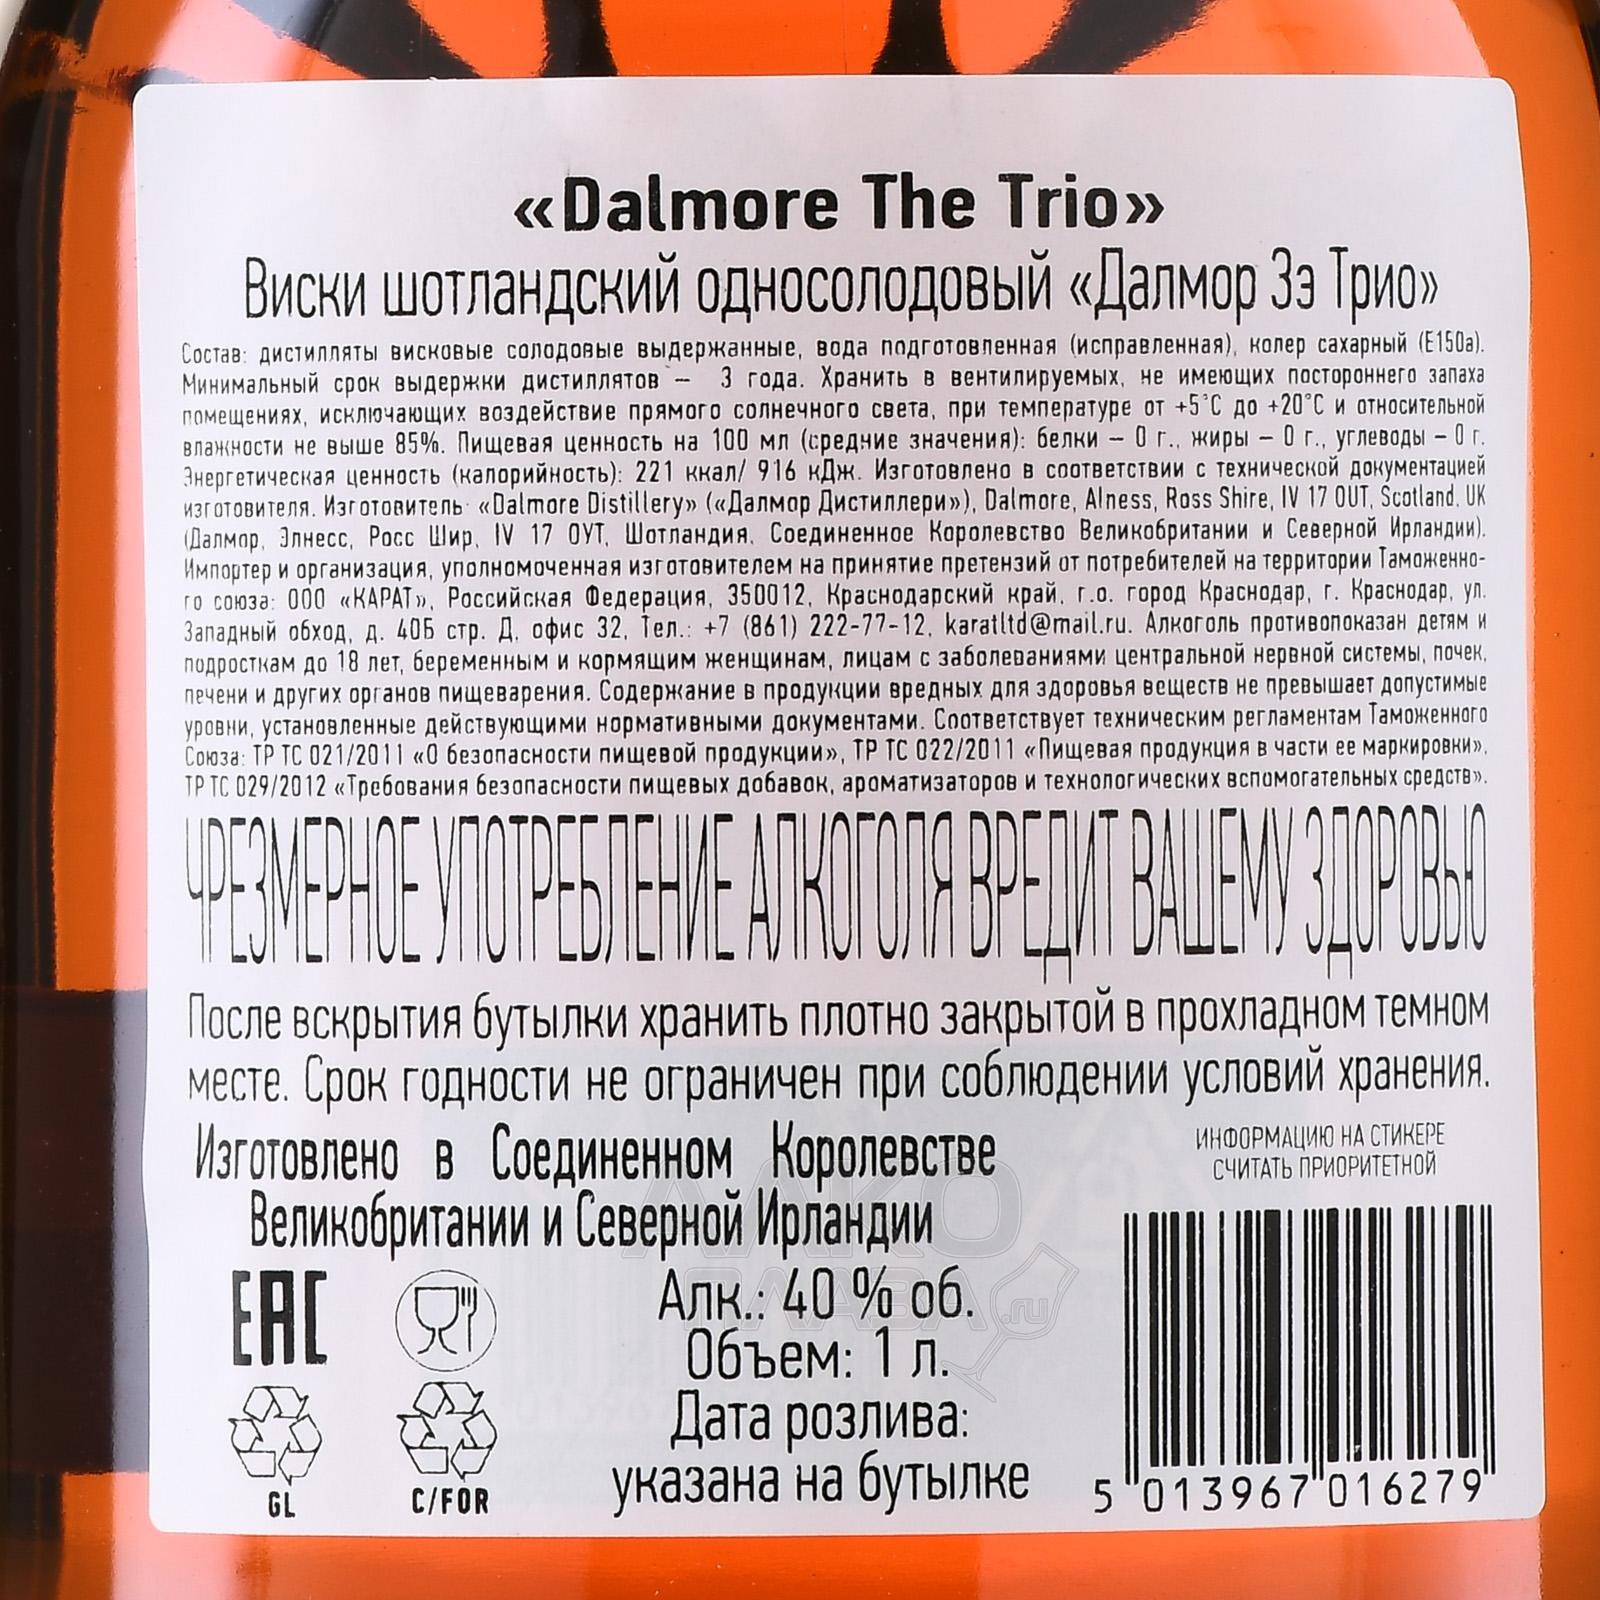 «Dalmore The Trio»
Виски шотландский односолодовый «Далмор Зэ Трио»
Состав: дистилляты висковые солодовые выдержанные, вода подготовленная (исправленная), колер сахарный (E150a).
Минимальный срок выдержки дистиллятов – 3 года. Хранить в вентилируемых, не имеющих постороннего запаха
помещениях, исключающих воздействие прямого солнечного света, при температуре от +5°С до +20°С и относительной
влажности не выше 85%. Пищевая ценность на 100 мл (средние значения): белки – 0 г., жиры – 0 г., углеводы – 0 г.
Энергетическая ценность (калорийность): 221 ккал/ 916 кДж. Изготовлено в соответствии с технической документацией
изготовителя. Изготовитель: «Dalmore Distillery» («Далмор Дистиллери»), Dalmore, Alness, Ross Shire, IV 17 OUT, Scotland, UK
(Далмор, Элнесс, Росс Шир, IV 17 ОУТ, Шотландия, Соединенное Королевство Великобритании и Северной Ирландии).
Импортер и организация, уполномоченная изготовителем на принятие претензий от потребителей на территории Таможенно-
го союза: ООО «КАРАТ», Российская Федерация, 350012, Краснодарский край, г.о. город Краснодар, г. Краснодар, ул.
Западный обход, д. 40Б стр. Д, офис 32, Тел.: +7 (861) 222-77-12, karatltd@mail.ru. Алкоголь противопоказан детям и
подросткам до 18 лет, беременным и кормящим женщинам, лицам с заболеваниями центральной нервной системы, почек,
печени и других органов пищеварения. Содержание в продукции вредных для здоровья веществ не превышает допустимые
уровни, установленные действующими нормативными документами. Соответствует техническим регламентам Таможенного
Союза: ТР ТС 021/2011 «О безопасности пищевой продукции», ТР ТС 022/2011 «Пищевая продукция в части ее маркировки»,
ТР ТС 029/2012 «Требования безопасности пищевых добавок, ароматизаторов и технологических вспомогательных средств».
ЧРЕЗМЕРНОЕ УПОТРЕБЛЕНИЕ АЛКОГОЛЯ ВРЕДИТ ВАШЕМУ ЗДОРОВЬЮ
После вскрытия бутылки хранить плотно закрытой в прохладном темном
месте. Срок годности не ограничен при соблюдении условий хранения.
Изготовлено в Соединенном Королевстве
Великобритании и Северной Ирландии
ИНФОРМАЦИЮ НА СТИКЕРЕ
СЧИТАТЬ ПРИОРИТЕТНОЙ
EAC
Алк.: 40 % об.
Объем: 1 л.
Дата розлива:
указана на бутылке
GL
C/FOR
5 013967 016279
АЛКО
ПЛАЗА
.ru